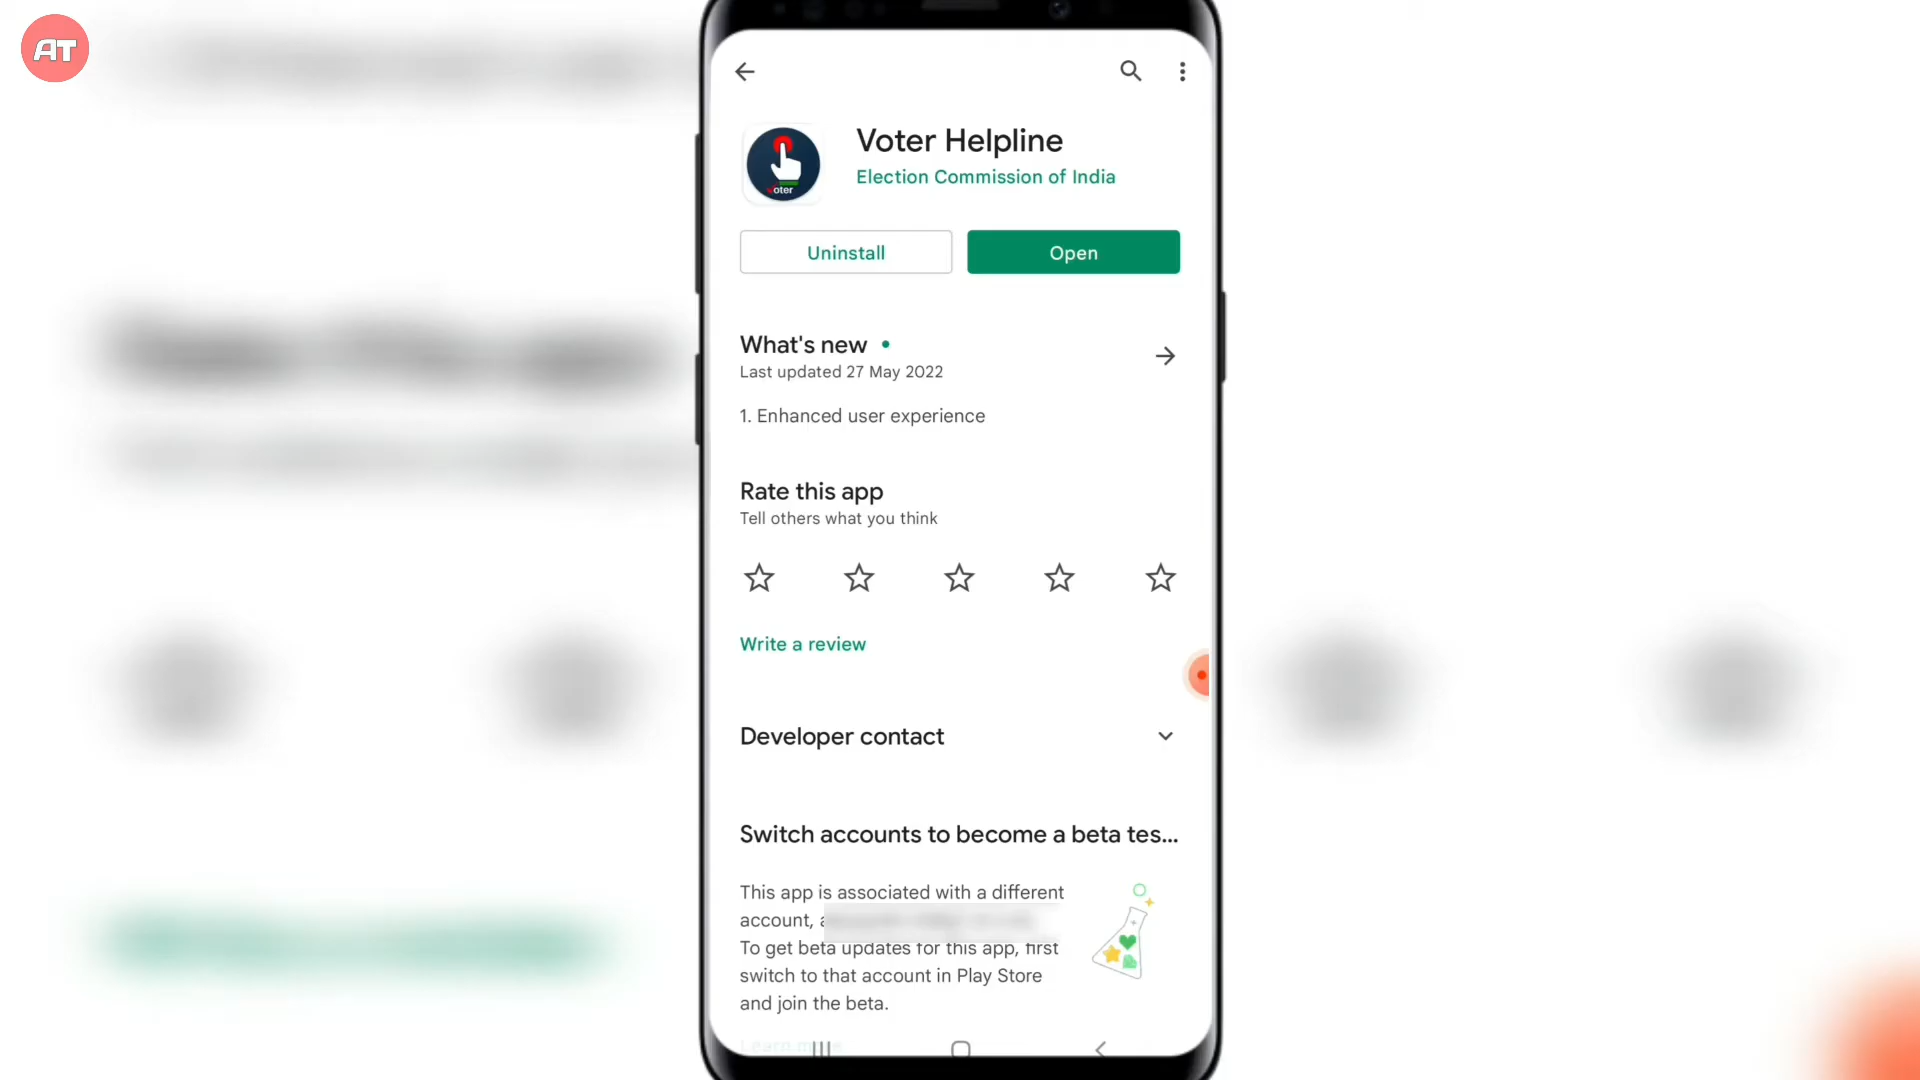 AT
Voter Helpline
Election Commission of India
Voter
Uninstall
Open
What's new
Last updated 27 May 2022
1. Enhanced user experience
Rate this app
Tell others what you think
Write a review
Developer contact
Switch accounts to become a beta tes...
This app is associated with a different
account,
To get beta updates for this app, first
switch to that account in Play Store
and join the beta.
Learn